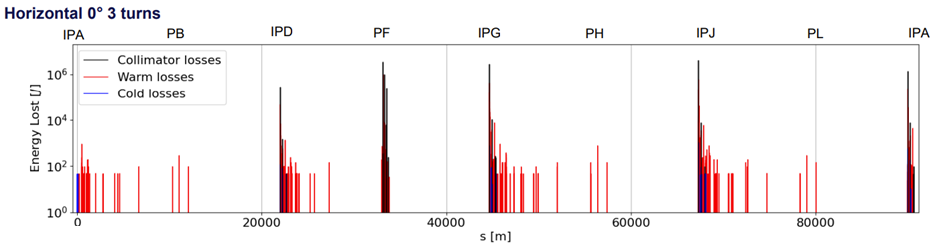 Horizontal 0° 3 turns
IPA PB IPD PF IPG PH IPJ PL IPA
Collimator losses
Warm losses
Cold losses
Energy Lost [J]
10⁶
10⁴
10²
10⁰
0 20000 40000 60000 80000
s [m]